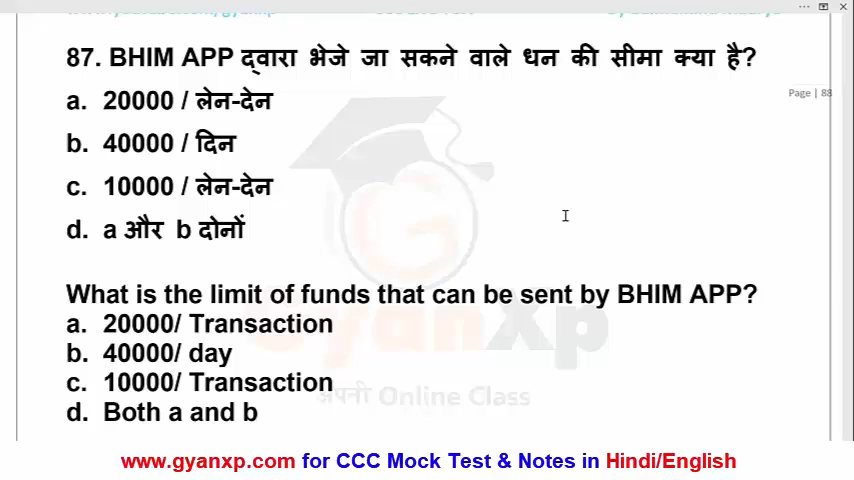 87. BHIM APP द्वारा भेजे जा सकने वाले धन की सीमा क्या है?
Page | 88
a. 20000 / लेन-देन
b. 40000 / दिन
c. 10000 / लेन-देन
d. a और b दोनों
What is the limit of funds that can be sent by BHIM APP?
a. 20000/ Transaction
b. 40000/ day
c. 10000/ Transaction
d. Both a and b
GyanXp
अपनी Online Class
www.gyanxp.com for CCC Mock Test & Notes in Hindi/English